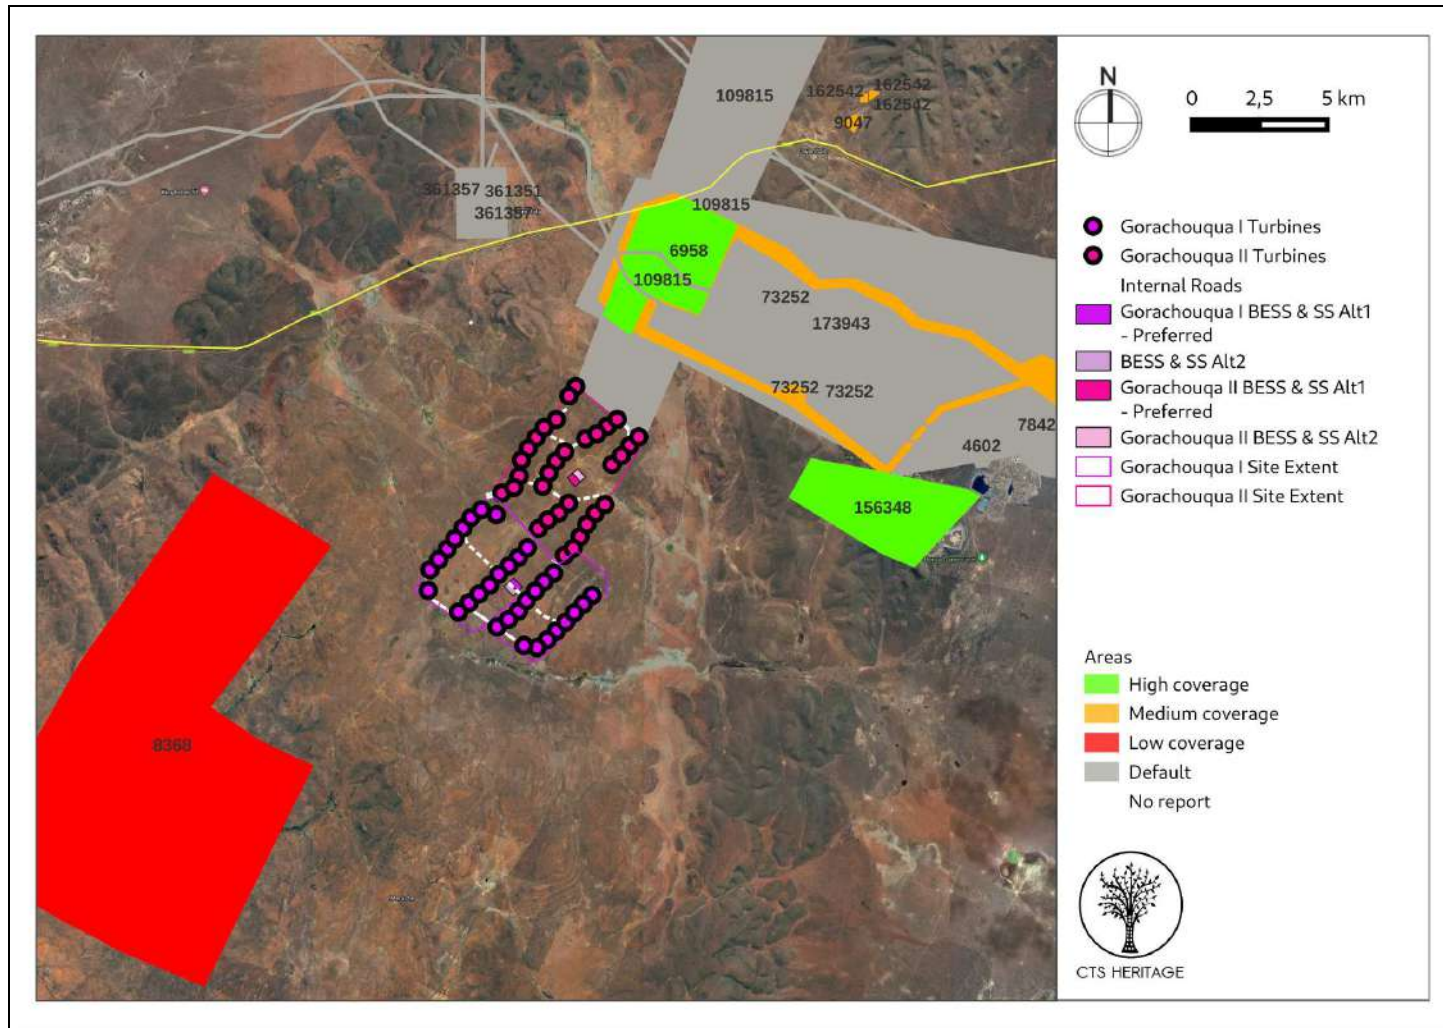 109815
162542
162542
162542
9047
361357
361351
361357
109815
6958
109815
73252
173943
73252
73252
7842
4602
156348
8368
N
0
2,5
5 km
Gorachouqua I Turbines
Gorachouqua II Turbines
Internal Roads
Gorachouqua I BESS & SS Alt1
- Preferred
BESS & SS Alt2
Gorachouqa II BESS & SS Alt1
- Preferred
Gorachouqua II BESS & SS Alt2
Gorachouqua I Site Extent
Gorachouqua II Site Extent
Areas
High coverage
Medium coverage
Low coverage
Default
No report
CTS HERITAGE